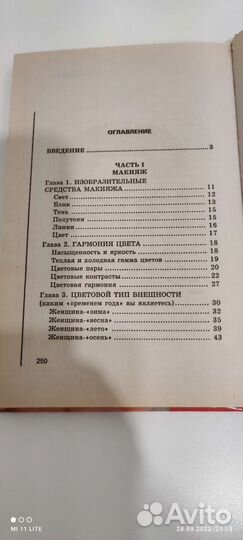 ОГЛАВЛЕНИЕ
ВВЕДЕНИЕ 3
ЧАСТЬ I
МАКИЯЖ
Глава 1. ИЗОБРАЗИТЕЛЬНЫЕ
СРЕДСТВА МАКИЯЖА 11
Свет 12
Блик 13
Тень 15
Полутени 15
Линии 16
Цвет 17
Глава 2. ГАРМОНИЯ ЦВЕТА 18
Насыщенность и яркость 18
Теплая и холодная гамма цветов 19
Цветовые пары 20
Цветовые контрасты 22
Цветовая гармония 27
Глава 3. ЦВЕТОВОЙ ТИП ВНЕШНОСТИ
(каким «временем года» вы являетесь) 30
Женщина-«зима» 32
Женщина-«весна» 35
Женщина-«лето» 39
Женщина-«осень» 43
250
MI 11 LITE
28.09.2022 21:15
Avito